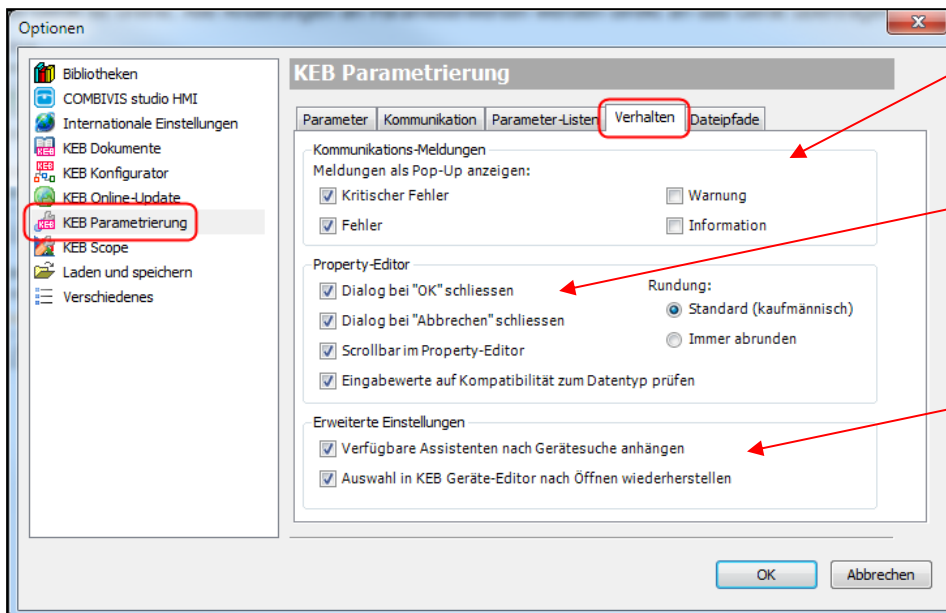 Optionen
Bibliotheken
COMBIVIS studio HMI
Internationale Einstellungen
KEB Dokumente
KEB Konfigurator
KEB Online-Update
KEB Parametrierung
KEB Scope
Laden und speichern
Verschiedenes
KEB Parametrierung
Parameter Kommunikation Parameter-Listen Verhalten Dateipfade
Kommunikations-Meldungen
Meldungen als Pop-Up anzeigen:
Kritischer Fehler Warnung
Fehler Information
Property-Editor
Dialog bei "OK" schliessen
Rundung:
Standard (kaufmännisch)
Dialog bei "Abbrechen" schliessen
Immer abrunden
Scrollbar im Property-Editor
Eingabewerte auf Kompatibilität zum Datentyp prüfen
Erweiterte Einstellungen
Verfügbare Assistenten nach Gerätesuche anhängen
Auswahl in KEB Geräte-Editor nach Öffnen wiederherstellen
OK Abbrechen